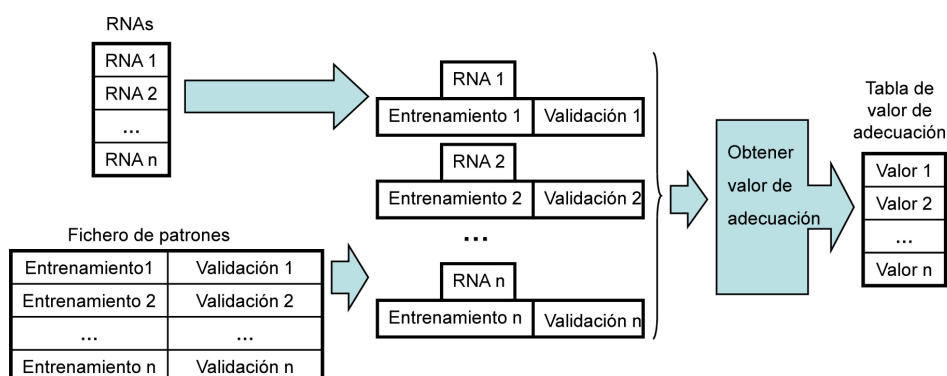 RNAs
RNA 1
RNA 2
...
RNA n
Fichero de patrones
Entrenamiento1 Validación 1
Entrenamiento 2 Validación 2
... ...
Entrenamiento n Validación n
RNA 1
Entrenamiento 1 Validación 1
RNA 2
Entrenamiento 2 Validación 2
...
RNA n
Entrenamiento n Validación n
Obtener
valor de
adecuación
Tabla de
valor de
adecuación
Valor 1
Valor 2
...
Valor n